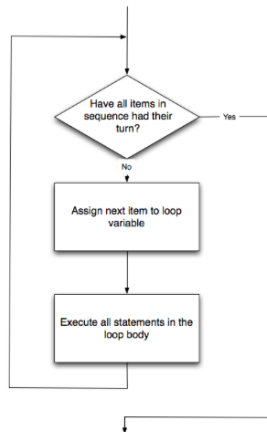 Have all items in
sequence had their
turn?
Yes
No
Assign next item to loop
variable
Execute all statements in the
loop body